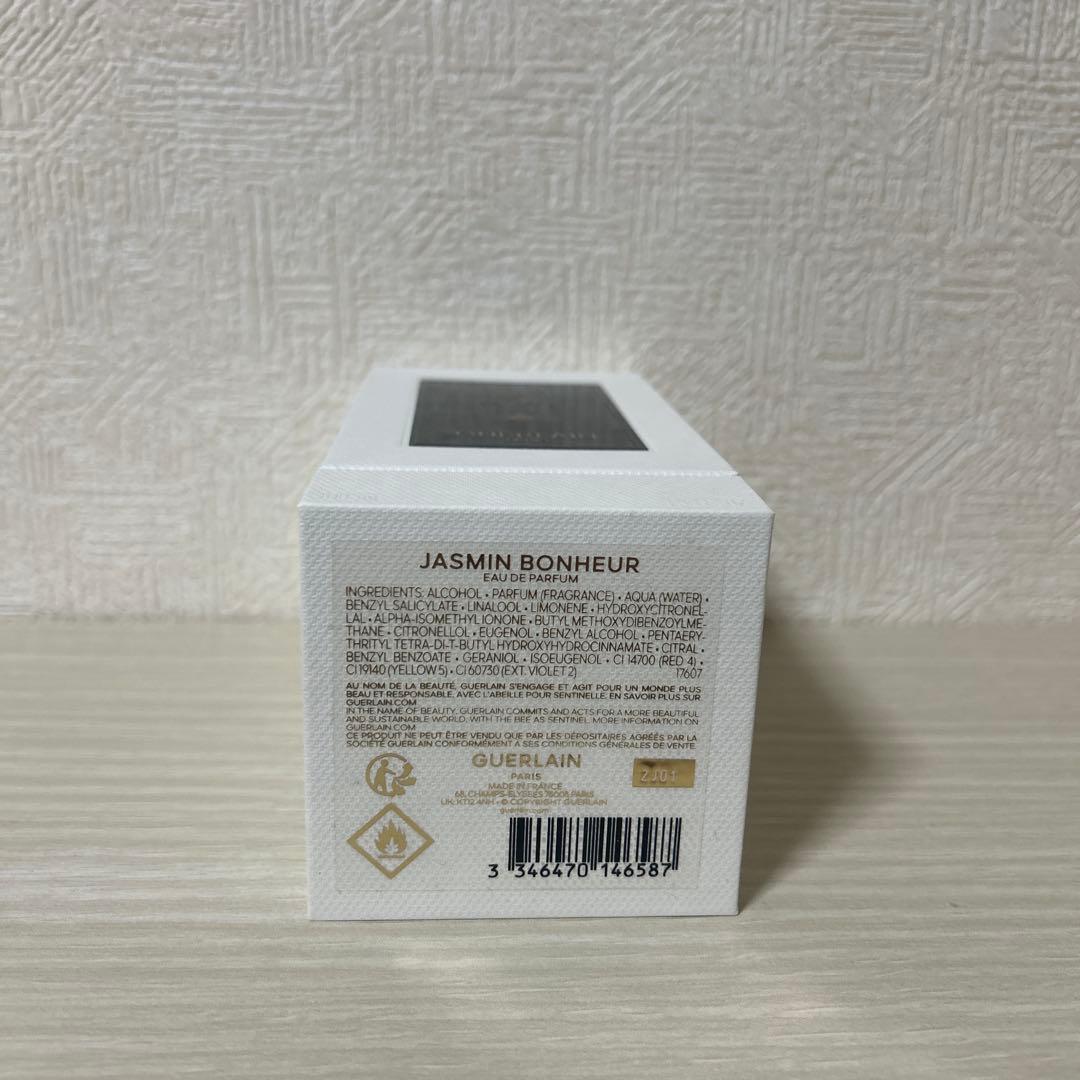 JASMIN BONHEUR
EAU DE PARFUM
INGREDIENTS: ALCOHOL • PARFUM (FRAGRANCE) • AQUA (WATER) •
BENZYL SALICYLATE • LINALOOL • LIMONENE • HYDROXYCITRONEL-
LAL • ALPHA-ISOMETHYL IONONE • BUTYL METHOXYDIBENZOYLME-
THANE • CITRONELLOL • EUGENOL • BENZYL ALCOHOL • PENTAERY-
THRITYL TETRA-DI-T-BUTYL HYDROXYHYDROCINNAMATE • CITRAL •
BENZYL BENZOATE • GERANIOL • ISOEUGENOL • CI 14700 (RED 4) •
CI 19140 (YELLOW 5) • CI 60730 (EXT. VIOLET 2) 17607
AU NOM DE LA BEAUTÉ, GUERLAIN S'ENGAGE ET AGIT POUR UN MONDE PLUS
BEAU ET RESPONSABLE, AVEC L'ABEILLE POUR SENTINELLE. EN SAVOIR PLUS SUR
GUERLAIN.COM
IN THE NAME OF BEAUTY, GUERLAIN COMMITS AND ACTS FOR A MORE BEAUTIFUL
AND SUSTAINABLE WORLD, WITH THE BEE AS SENTINEL. MORE INFORMATION ON
GUERLAIN.COM
CE PRODUIT NE PEUT ÊTRE VENDU QUE PAR LES DÉPOSITAIRES AGRÉÉS PAR LA
SOCIÉTÉ GUERLAIN CONFORMÉMENT A SES CONDITIONS GÉNÉRALES DE VENTE.
GUERLAIN
PARIS
2J01
MADE IN FRANCE
68, CHAMPS-ELYSEES 75008 PARIS
UK: KT12 4NH • © COPYRIGHT GUERLAIN
guerlain.com
3 346470 146587